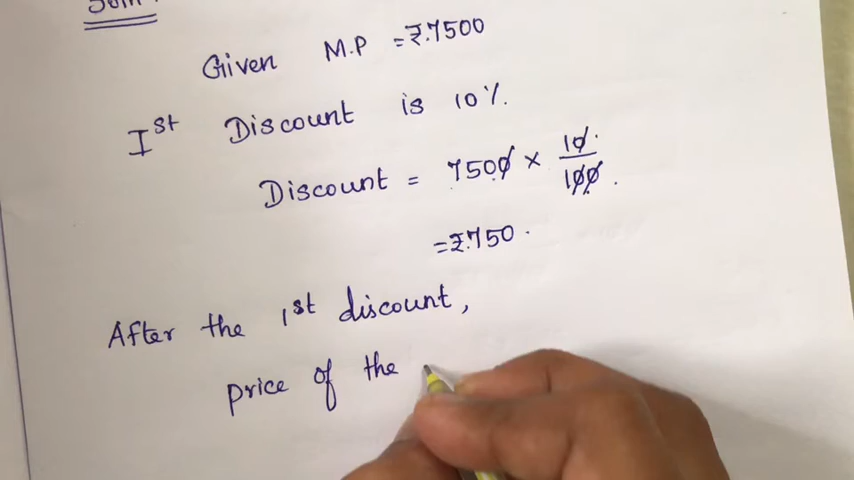 Given M.P = ₹.7500
Ist Discount is 10%.
Discount = 7500 × 10/100.
= ₹.750.
After the 1st discount,
price of the